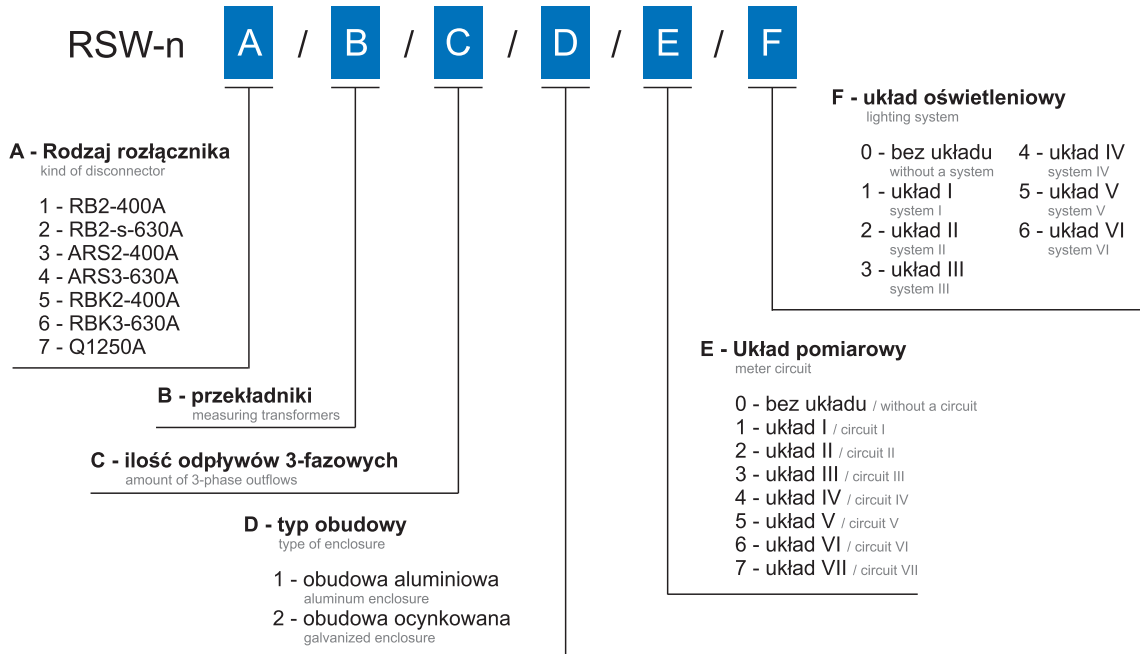 RSW-n A / B / C / D / E / F
A - Rodzaj rozłącznika
kind of disconnector
1 - RB2-400A
2 - RB2-s-630A
3 - ARS2-400A
4 - ARS3-630A
5 - RBK2-400A
6 - RBK3-630A
7 - Q1250A
B - przekładniki
measuring transformers
C - ilość odpływów 3-fazowych
amount of 3-phase outflows
D - typ obudowy
type of enclosure
1 - obudowa aluminiowa
aluminum enclosure
2 - obudowa ocynkowana
galvanized enclosure
E - Układ pomiarowy
meter circuit
0 - bez układu / without a circuit
1 - układ I / circuit I
2 - układ II / circuit II
3 - układ III / circuit III
4 - układ IV / circuit IV
5 - układ V / circuit V
6 - układ VI / circuit VI
7 - układ VII / circuit VII
F - układ oświetleniowy
lighting system
0 - bez układu
without a system
1 - układ I
system I
2 - układ II
system II
3 - układ III
system III
4 - układ IV
system IV
5 - układ V
system V
6 - układ VI
system VI